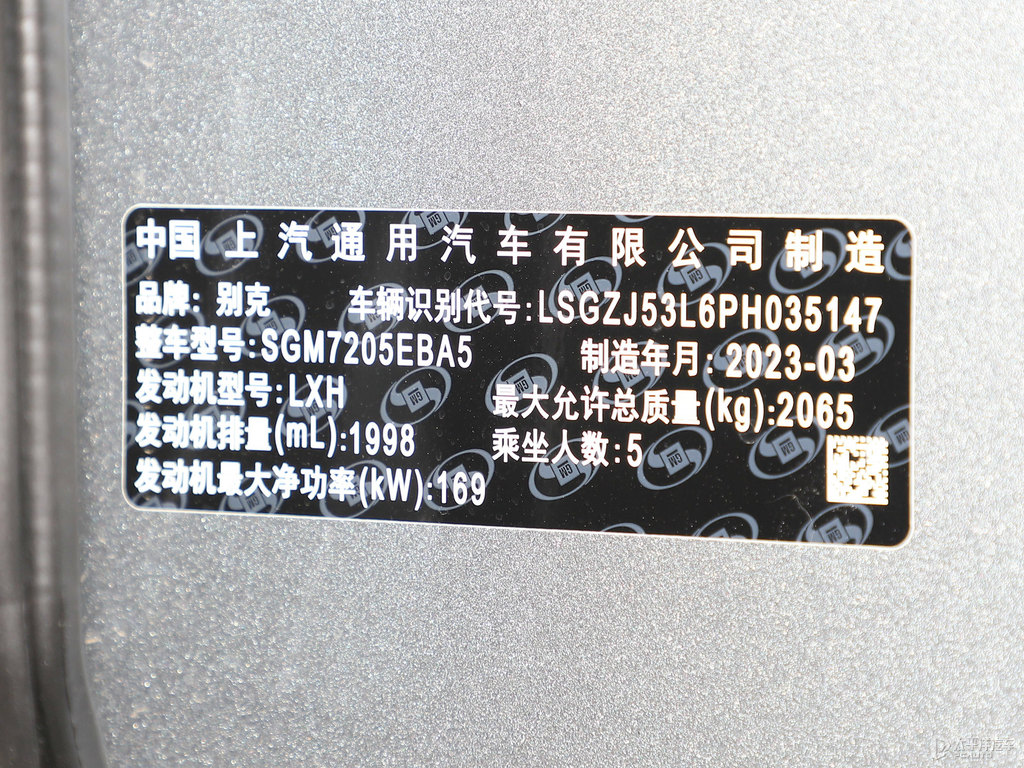 中国上汽通用汽车有限公司制造
品牌: 别克 车辆识别代号:LSGZJ53L6PH035147
整车型号:SGM7205EBA5 制造年月: 2023-03
发动机型号:LXH 最大允许总质量(kg):2065
发动机排量(mL):1998 乘坐人数:5
发动机最大净功率(kW):169